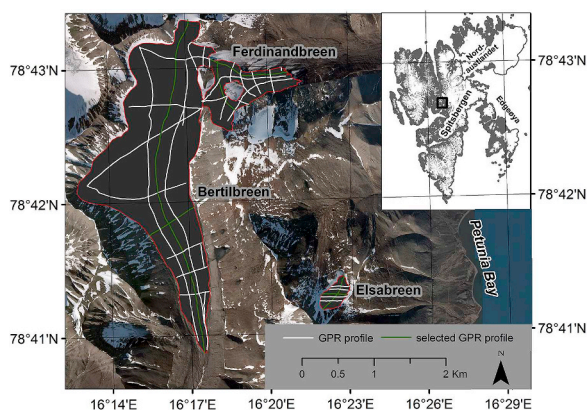 Ferdinandbreen
78°43'N
78°43'N
Nord-
austlandet
Edgeøya
Spitsbergen
78°42'N
78°42'N
Bertilbreen
Petunia Bay
Elsabreen
78°41'N
78°41'N
GPR profile
selected GPR profile
N
0 0.5 1 2 Km
16°14'E 16°17'E 16°20'E 16°23'E 16°26'E 16°29'E